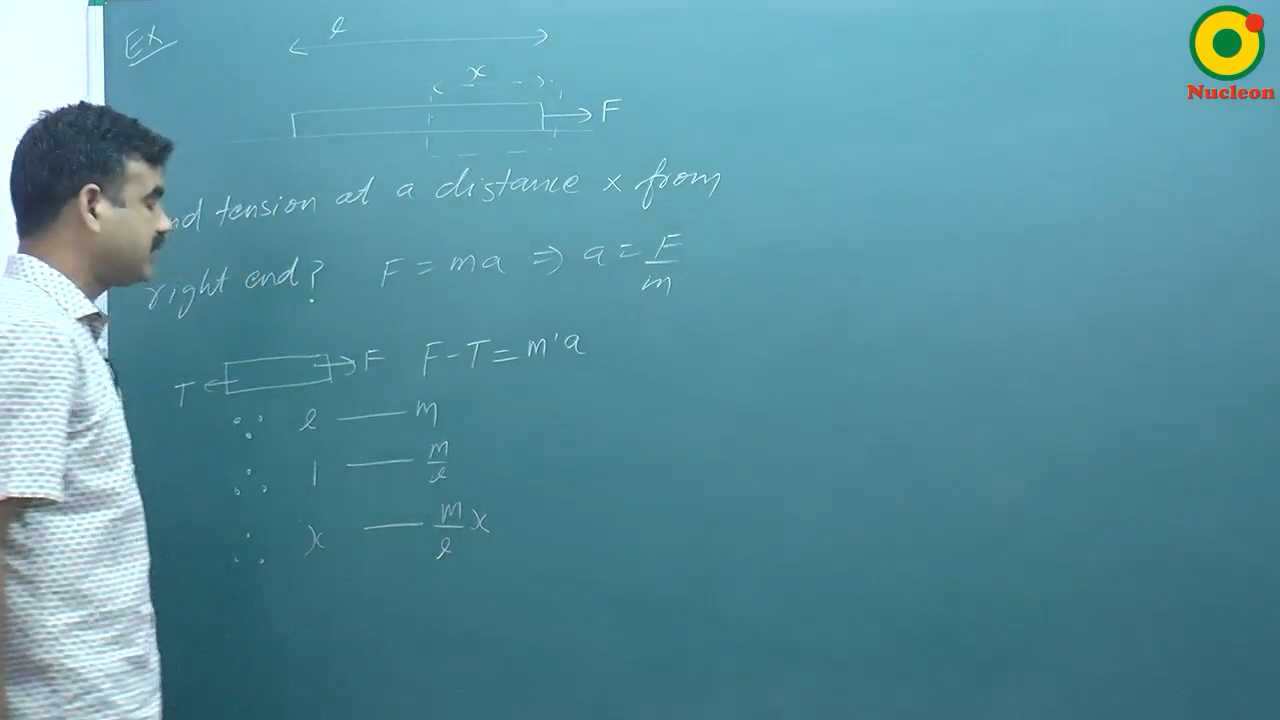 Ex
l
x
F
nd tension at a distance x from
right end? F = ma ⇒ a = F/m
T F F - T = m'a
∵ l — m
∴ 1 — m/l
∴ x — m/l x
Nucleon